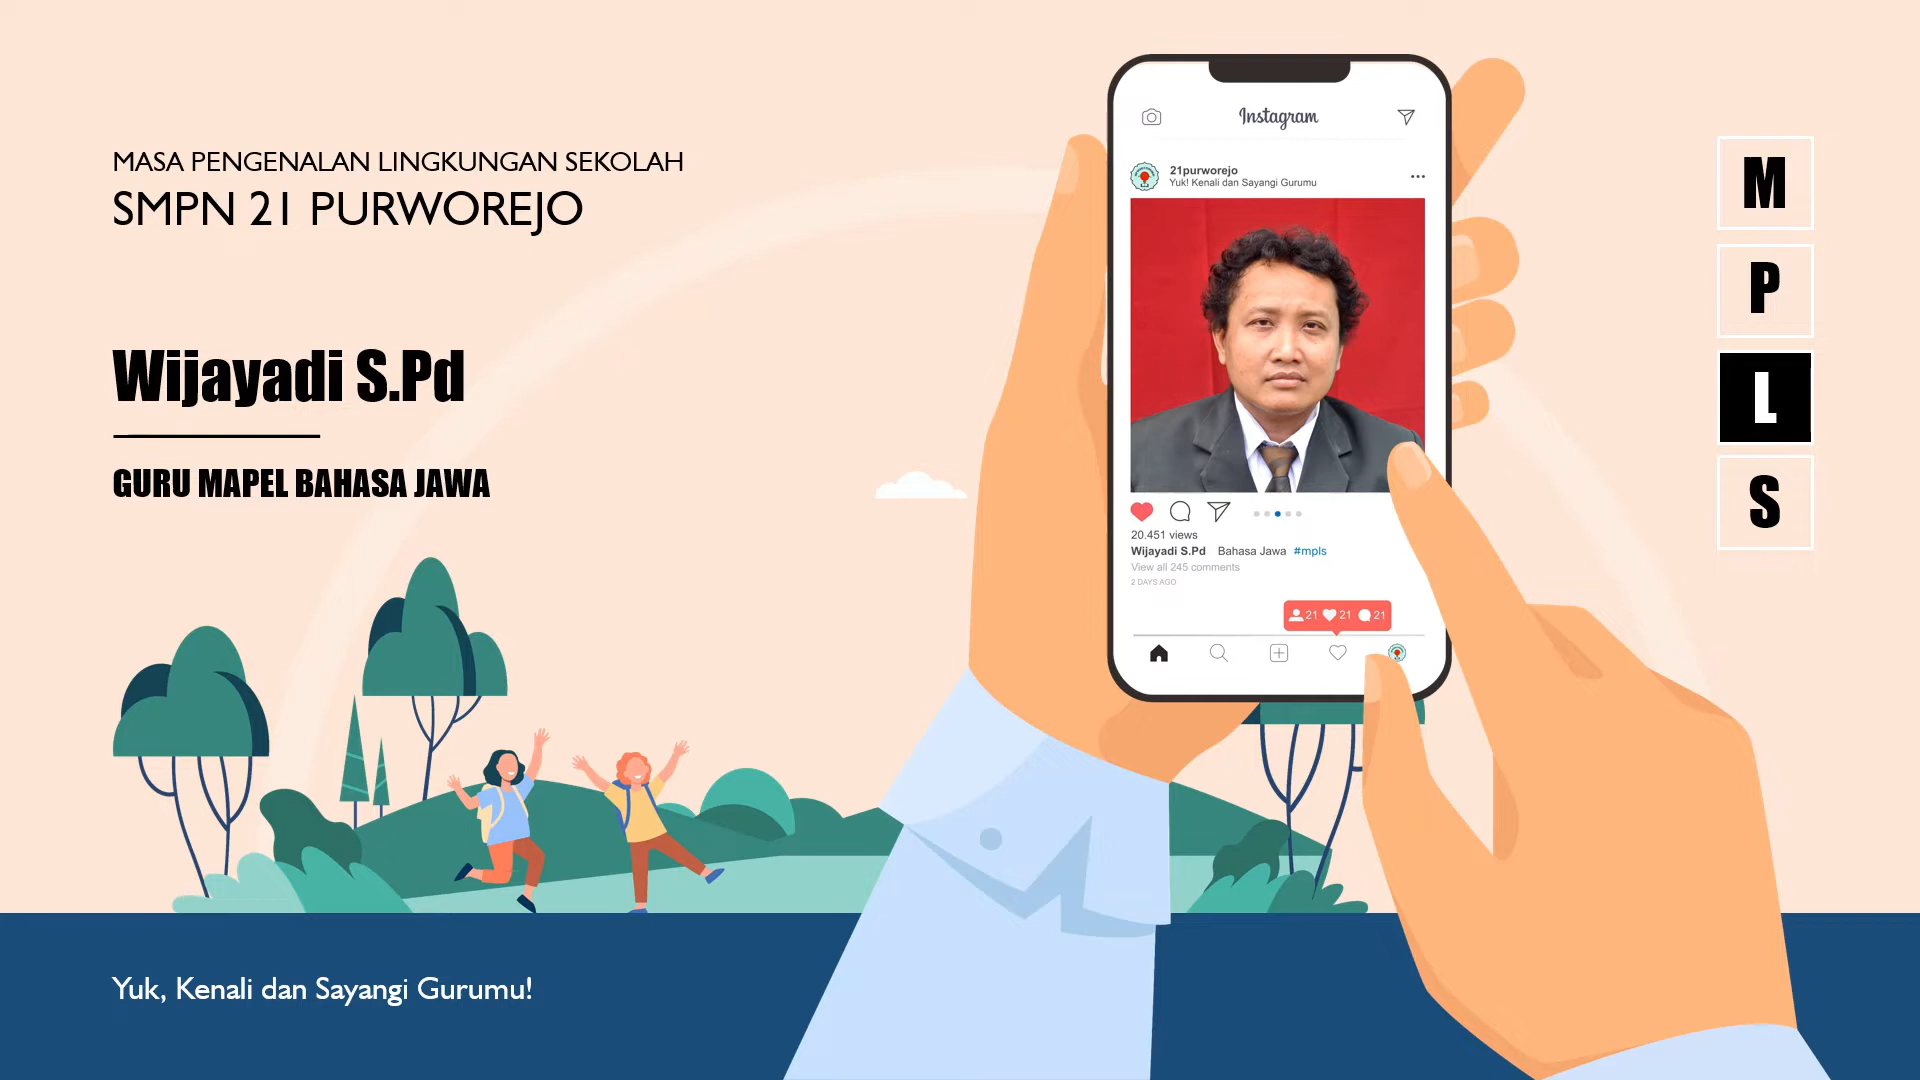 MASA PENGENALAN LINGKUNGAN SEKOLAH
SMPN 21 PURWOREJO
Wijayadi S.Pd
GURU MAPEL BAHASA JAWA
Instagram
21purworejo
Yuk! Kenali dan Sayangi Gurumu
20.451 views
Wijayadi S.Pd Bahasa Jawa #mpls
View all 245 comments
2 DAYS AGO
21 21 21
M
P
L
S
Yuk, Kenali dan Sayangi Gurumu!